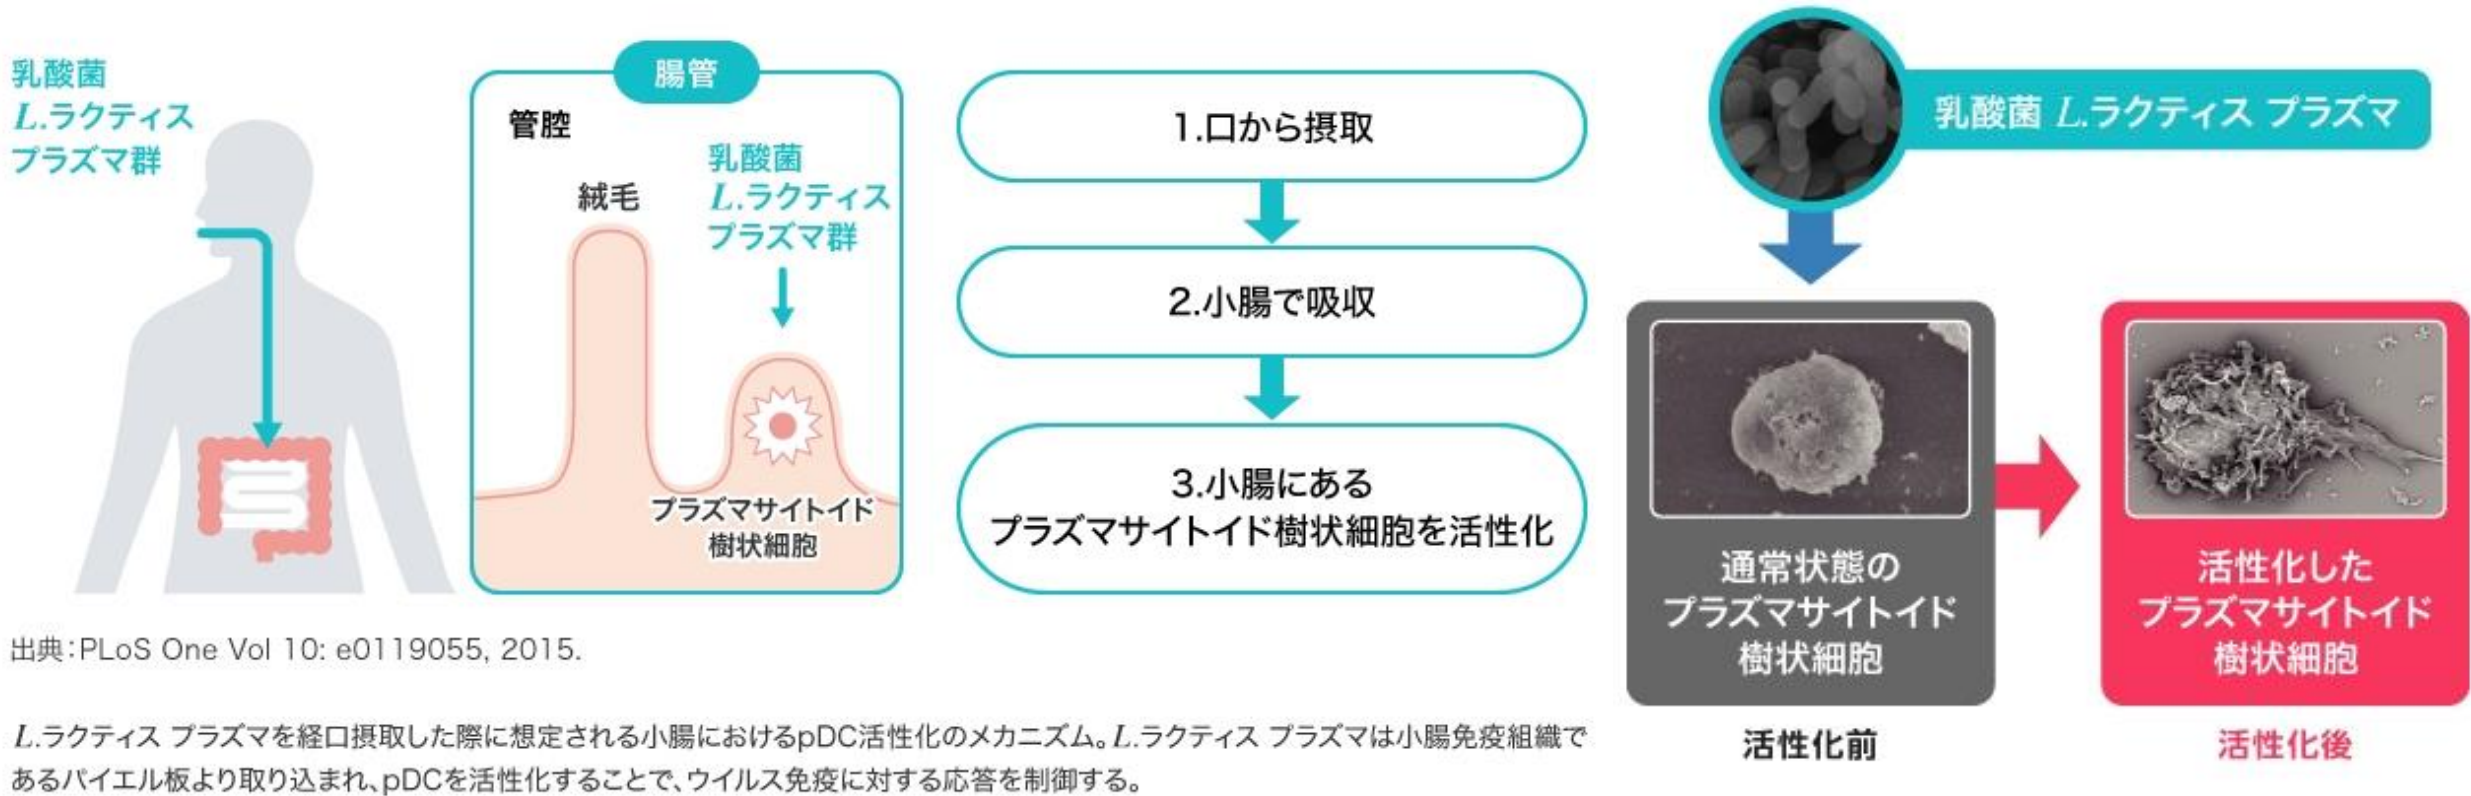 乳酸菌
L.ラクティス
プラズマ群
腸管
管腔
絨毛
乳酸菌
L.ラクティス
プラズマ群
プラズマサイトイド
樹状細胞
1.口から摂取
2.小腸で吸収
3.小腸にある
プラズマサイトイド樹状細胞を活性化
乳酸菌 L.ラクティス プラズマ
通常状態の
プラズマサイトイド
樹状細胞
活性化前
活性化した
プラズマサイトイド
樹状細胞
活性化後
出典：PLoS One Vol 10: e0119055, 2015.
L.ラクティス プラズマを経口摂取した際に想定される小腸におけるpDC活性化のメカニズム。L.ラクティス プラズマは小腸免疫組織で
あるパイエル板より取り込まれ、pDCを活性化することで、ウイルス免疫に対する応答を制御する。